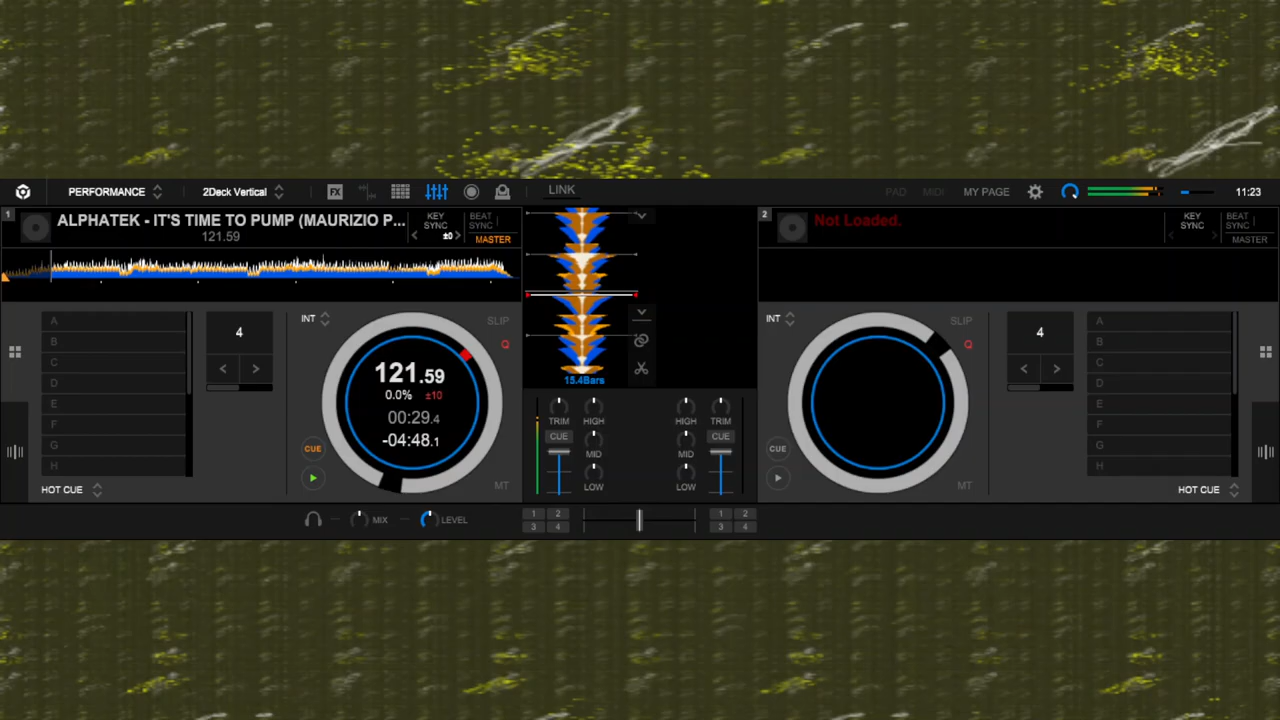 PERFORMANCE 2Deck Vertical FX LINK PAD MIDI MY PAGE 11:23
1 ALPHATEK - IT'S TIME TO PUMP (MAURIZIO P... KEY SYNC BEAT SYNC
121.59 ±0 MASTER
2 Not Loaded. KEY SYNC BEAT SYNC
MASTER
A
B
C
D
E
F
G
H
HOT CUE
4
INT SLIP
Q
121.59
0.0% ±10
00:29.4
-04:48.1
CUE
MT
15.4Bars
TRIM HIGH HIGH TRIM
CUE MID MID CUE
LOW LOW
INT SLIP
Q
CUE
MT
4
A
B
C
D
E
F
G
H
HOT CUE
MIX LEVEL
1 2 1 2
3 4 3 4